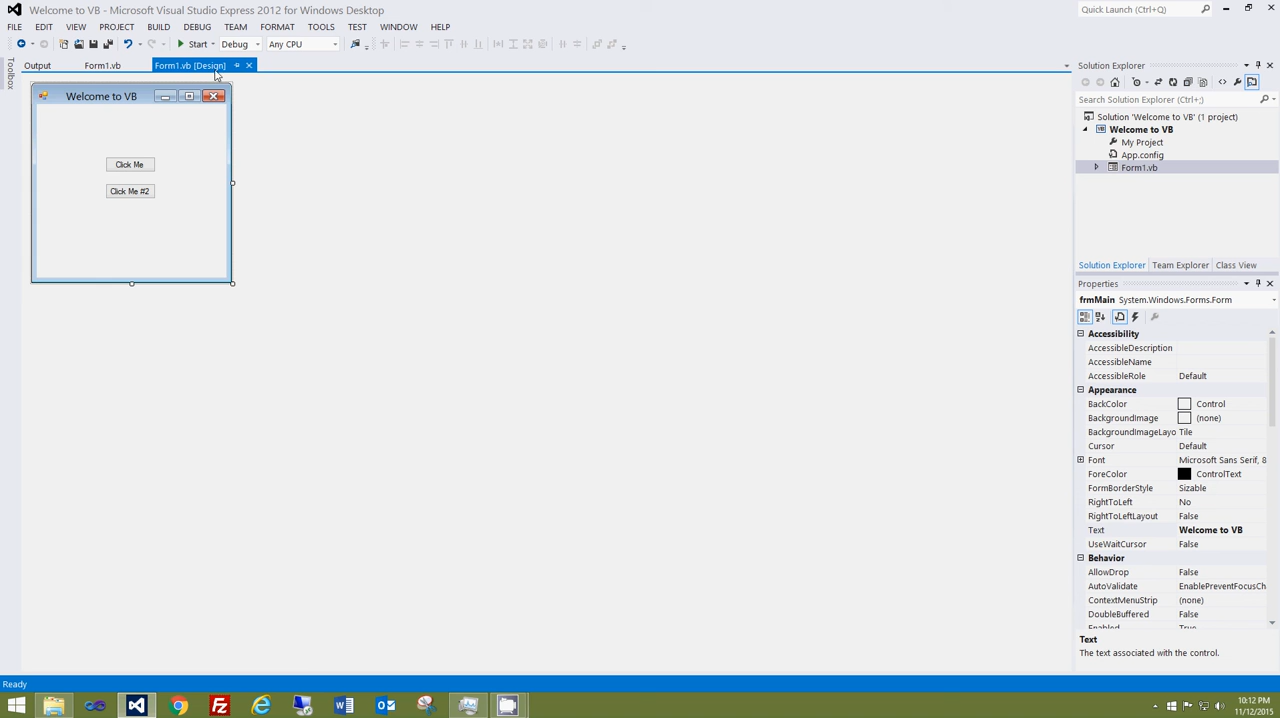 Welcome to VB - Microsoft Visual Studio Express 2012 for Windows Desktop
Quick Launch (Ctrl+Q)
FILE EDIT VIEW PROJECT BUILD DEBUG TEAM FORMAT TOOLS TEST WINDOW HELP
Start Debug Any CPU
Toolbox
Output Form1.vb Form1.vb [Design]
Welcome to VB
Click Me
Click Me #2
Solution Explorer
Search Solution Explorer (Ctrl+;)
Solution 'Welcome to VB' (1 project)
Welcome to VB
My Project
App.config
Form1.vb
Solution Explorer Team Explorer Class View
Properties
frmMain System.Windows.Forms.Form
Accessibility
AccessibleDescription
AccessibleName
AccessibleRole Default
Appearance
BackColor Control
BackgroundImage (none)
BackgroundImageLayo Tile
Cursor Default
Font Microsoft Sans Serif, 8
ForeColor ControlText
FormBorderStyle Sizable
RightToLeft No
RightToLeftLayout False
Text Welcome to VB
UseWaitCursor False
Behavior
AllowDrop False
AutoValidate EnablePreventFocusCh
ContextMenuStrip (none)
DoubleBuffered False
Enabled True
Text
The text associated with the control.
Ready
10:12 PM
11/12/2015